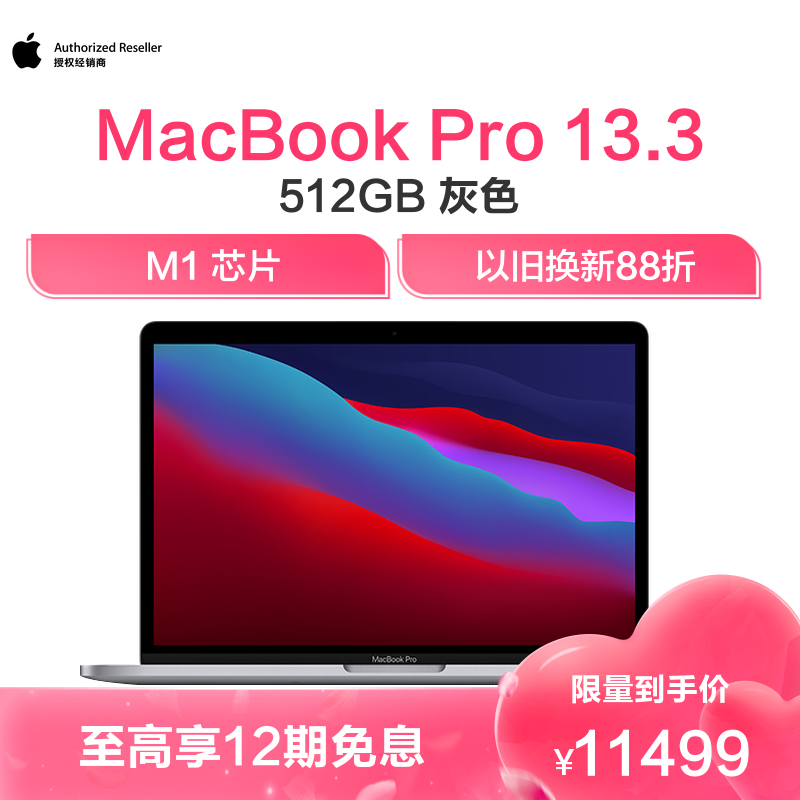 Authorized Reseller
授权经销商
MacBook Pro 13.3
512GB 灰色
M1 芯片
以旧换新88折
MacBook Pro
限量到手价
至高享12期免息
¥11499